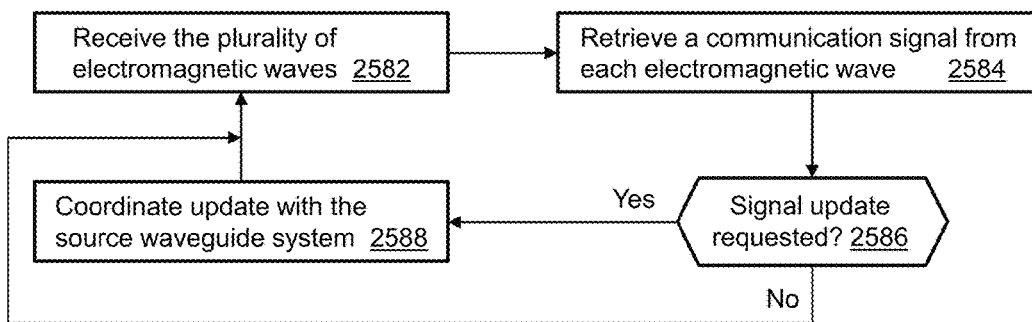 Receive the plurality of
electromagnetic waves 2582
Retrieve a communication signal from
each electromagnetic wave 2584
Coordinate update with the
source waveguide system 2588
Yes
Signal update
requested? 2586
No